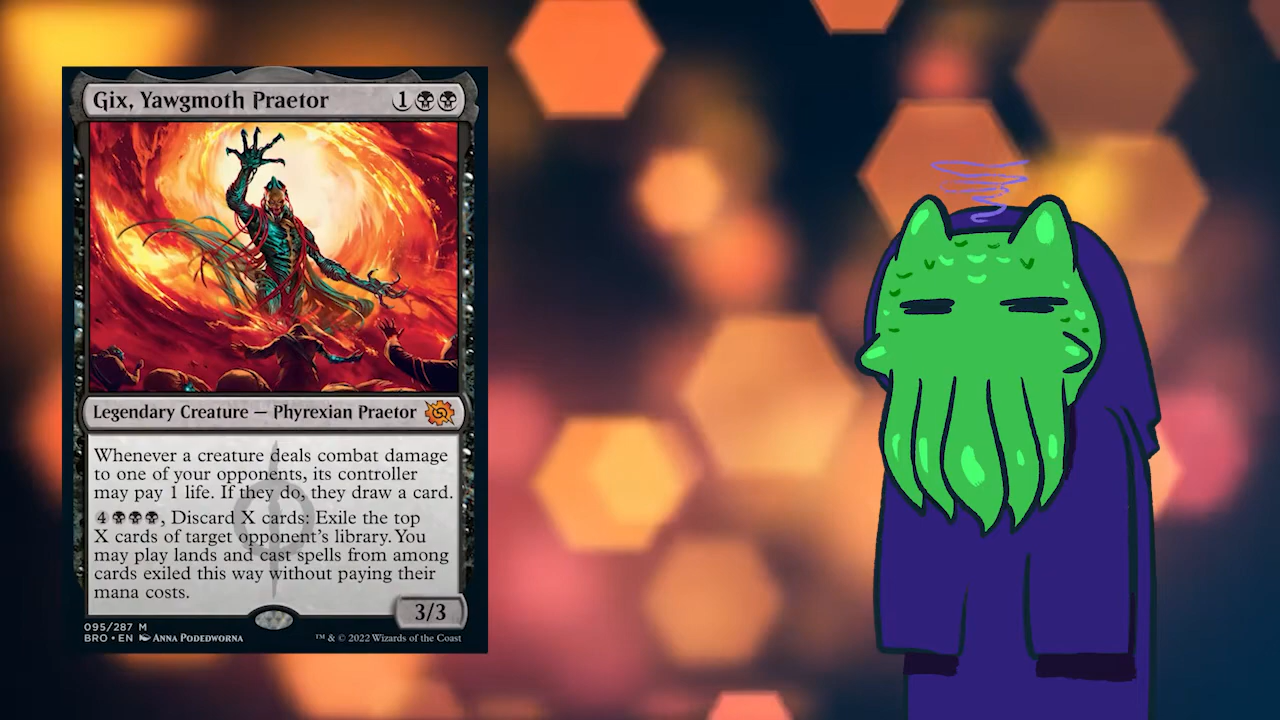 Gix, Yawgmoth Praetor 1
Legendary Creature — Phyrexian Praetor
Whenever a creature deals combat damage
to one of your opponents, its controller
may pay 1 life. If they do, they draw a card.
4, Discard X cards: Exile the top
X cards of target opponent's library. You
may play lands and cast spells from among
cards exiled this way without paying their
mana costs.
3/3
095/287 M
BRO • EN Anna Podedworna
™ & © 2022 Wizards of the Coast